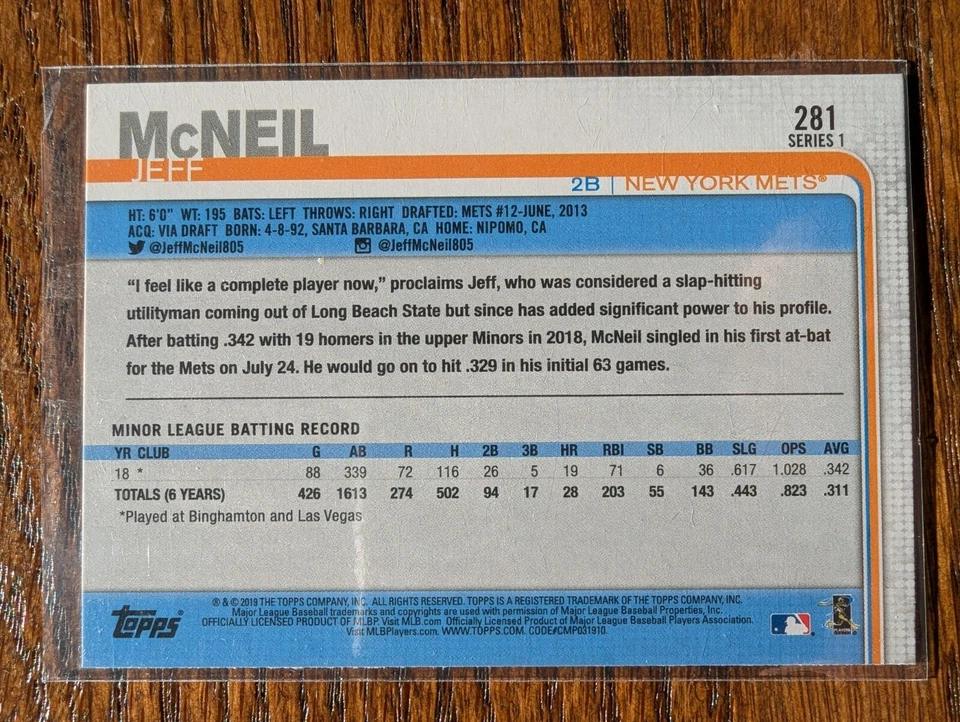 McNEIL
281
JEFF
SERIES 1
2B | NEW YORK METS®
HT: 6'0" WT: 195 BATS: LEFT THROWS: RIGHT DRAFTED: METS #12-JUNE, 2013
ACQ: VIA DRAFT BORN: 4-8-92, SANTA BARBARA, CA HOME: NIPOMO, CA
@JeffMcNeil805 @JeffMcNeil805
“I feel like a complete player now,” proclaims Jeff, who was considered a slap-hitting
utilityman coming out of Long Beach State but since has added significant power to his profile.
After batting .342 with 19 homers in the upper Minors in 2018, McNeil singled in his first at-bat
for the Mets on July 24. He would go on to hit .329 in his initial 63 games.
MINOR LEAGUE BATTING RECORD
YR CLUB G AB R H 2B 3B HR RBI SB BB SLG OPS AVG
18 * 88 339 72 116 26 5 19 71 6 36 .617 1.028 .342
TOTALS (6 YEARS) 426 1613 274 502 94 17 28 203 55 143 .443 .823 .311
*Played at Binghamton and Las Vegas
® & © 2019 THE TOPPS COMPANY, INC. ALL RIGHTS RESERVED. TOPPS IS A REGISTERED TRADEMARK OF THE TOPPS COMPANY, INC.
Major League Baseball trademarks and copyrights are used with permission of Major League Baseball Properties, Inc.
OFFICIALLY LICENSED PRODUCT OF MLBP. Visit MLB.com Officially Licensed Product of Major League Baseball Players Association.
Visit MLBPlayers.com. WWW.TOPPS.COM. CODE#CMP031910.
topps®